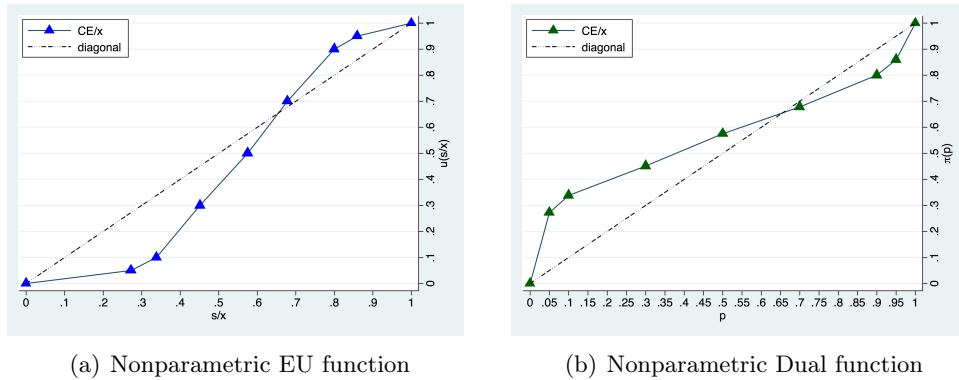 CE/x
diagonal
1
.9
.8
.7
.6
.5
.4
.3
.2
.1
0
u(s/x)
0 .1 .2 .3 .4 .5 .6 .7 .8 .9 1
s/x
(a) Nonparametric EU function
CE/x
diagonal
1
.9
.8
.7
.6
.5
.4
.3
.2
.1
0
π(p)
0 .05 .1 .15 .2 .25 .3 .35 .4 .45 .5 .55 .6 .65 .7 .75 .8 .85 .9 .95 1
p
(b) Nonparametric Dual function